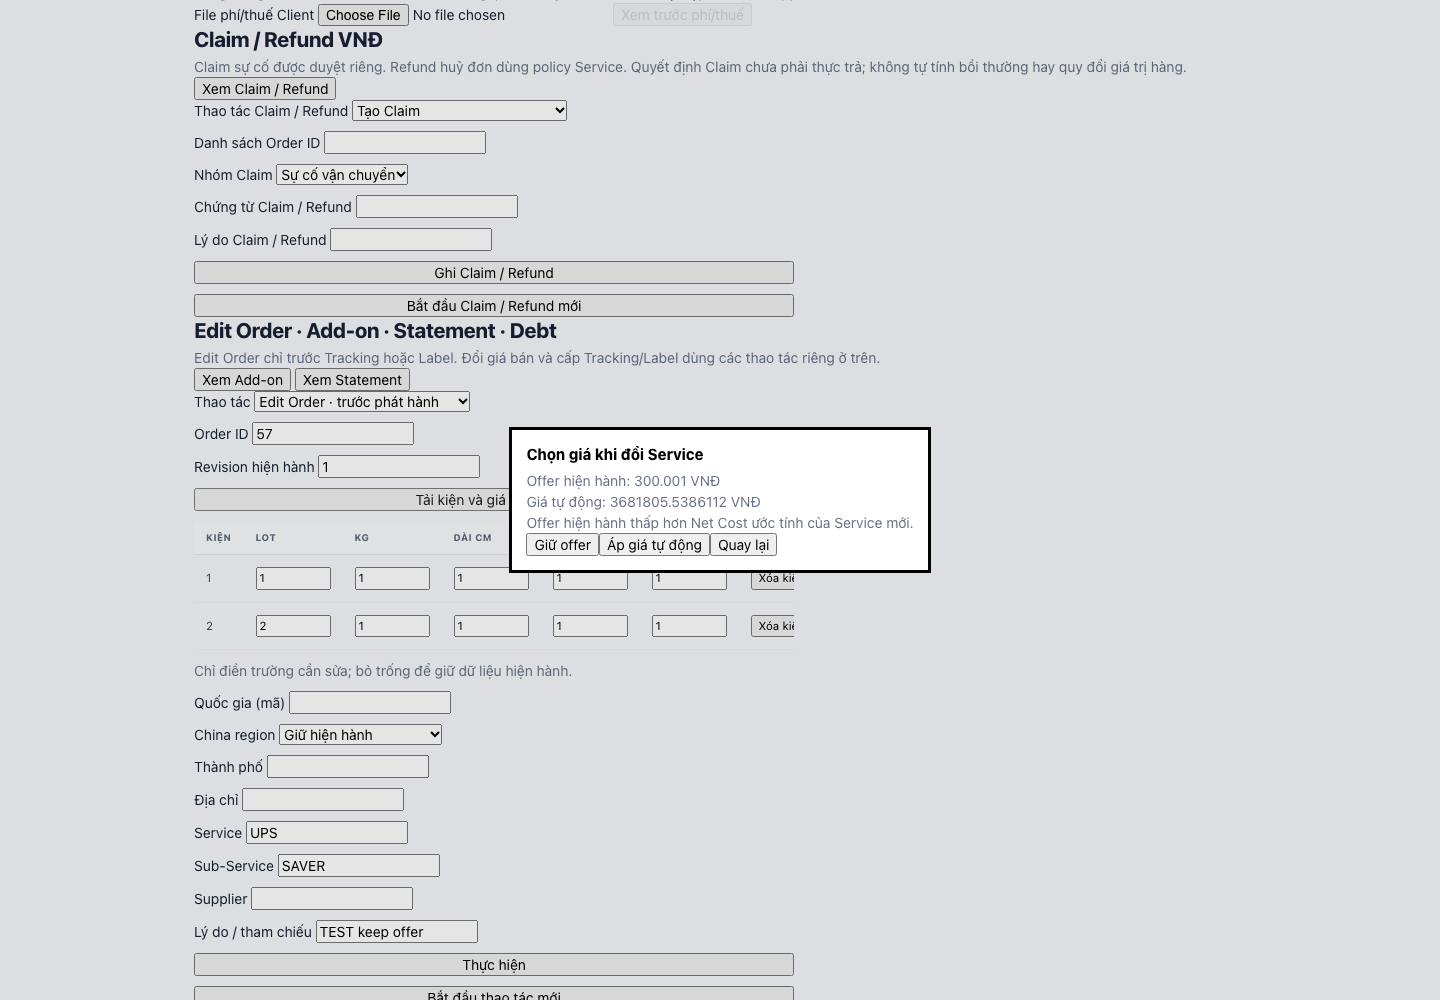 File phí/thuế Client Choose File No file chosen Xem trước phí/thuế
Claim / Refund VNĐ
Claim sự cố được duyệt riêng. Refund huỷ đơn dùng policy Service. Quyết định Claim chưa phải thực trả; không tự tính bồi thường hay quy đổi giá trị hàng.
Xem Claim / Refund
Thao tác Claim / Refund Tạo Claim
Danh sách Order ID
Nhóm Claim Sự cố vận chuyển
Chứng từ Claim / Refund
Lý do Claim / Refund
Ghi Claim / Refund
Bắt đầu Claim / Refund mới
Edit Order · Add-on · Statement · Debt
Edit Order chỉ trước Tracking hoặc Label. Đổi giá bán và cấp Tracking/Label dùng các thao tác riêng ở trên.
Xem Add-on Xem Statement
Thao tác Edit Order · trước phát hành
Order ID 57
Revision hiện hành 1
Tải kiện và giá
Chọn giá khi đổi Service
Offer hiện hành: 300.001 VNĐ
Giá tự động: 3681805.5386112 VNĐ
Offer hiện hành thấp hơn Net Cost ước tính của Service mới.
Giữ offer Áp giá tự động Quay lại
KIỆN LOT KG DÀI CM
1 1 1 1 1 1 Xóa kiệ
2 2 1 1 1 1 Xóa kiệ
Chỉ điền trường cần sửa; bỏ trống để giữ dữ liệu hiện hành.
Quốc gia (mã)
China region Giữ hiện hành
Thành phố
Địa chỉ
Service UPS
Sub-Service SAVER
Supplier
Lý do / tham chiếu TEST keep offer
Thực hiện
Bắt đầu thao tác mới